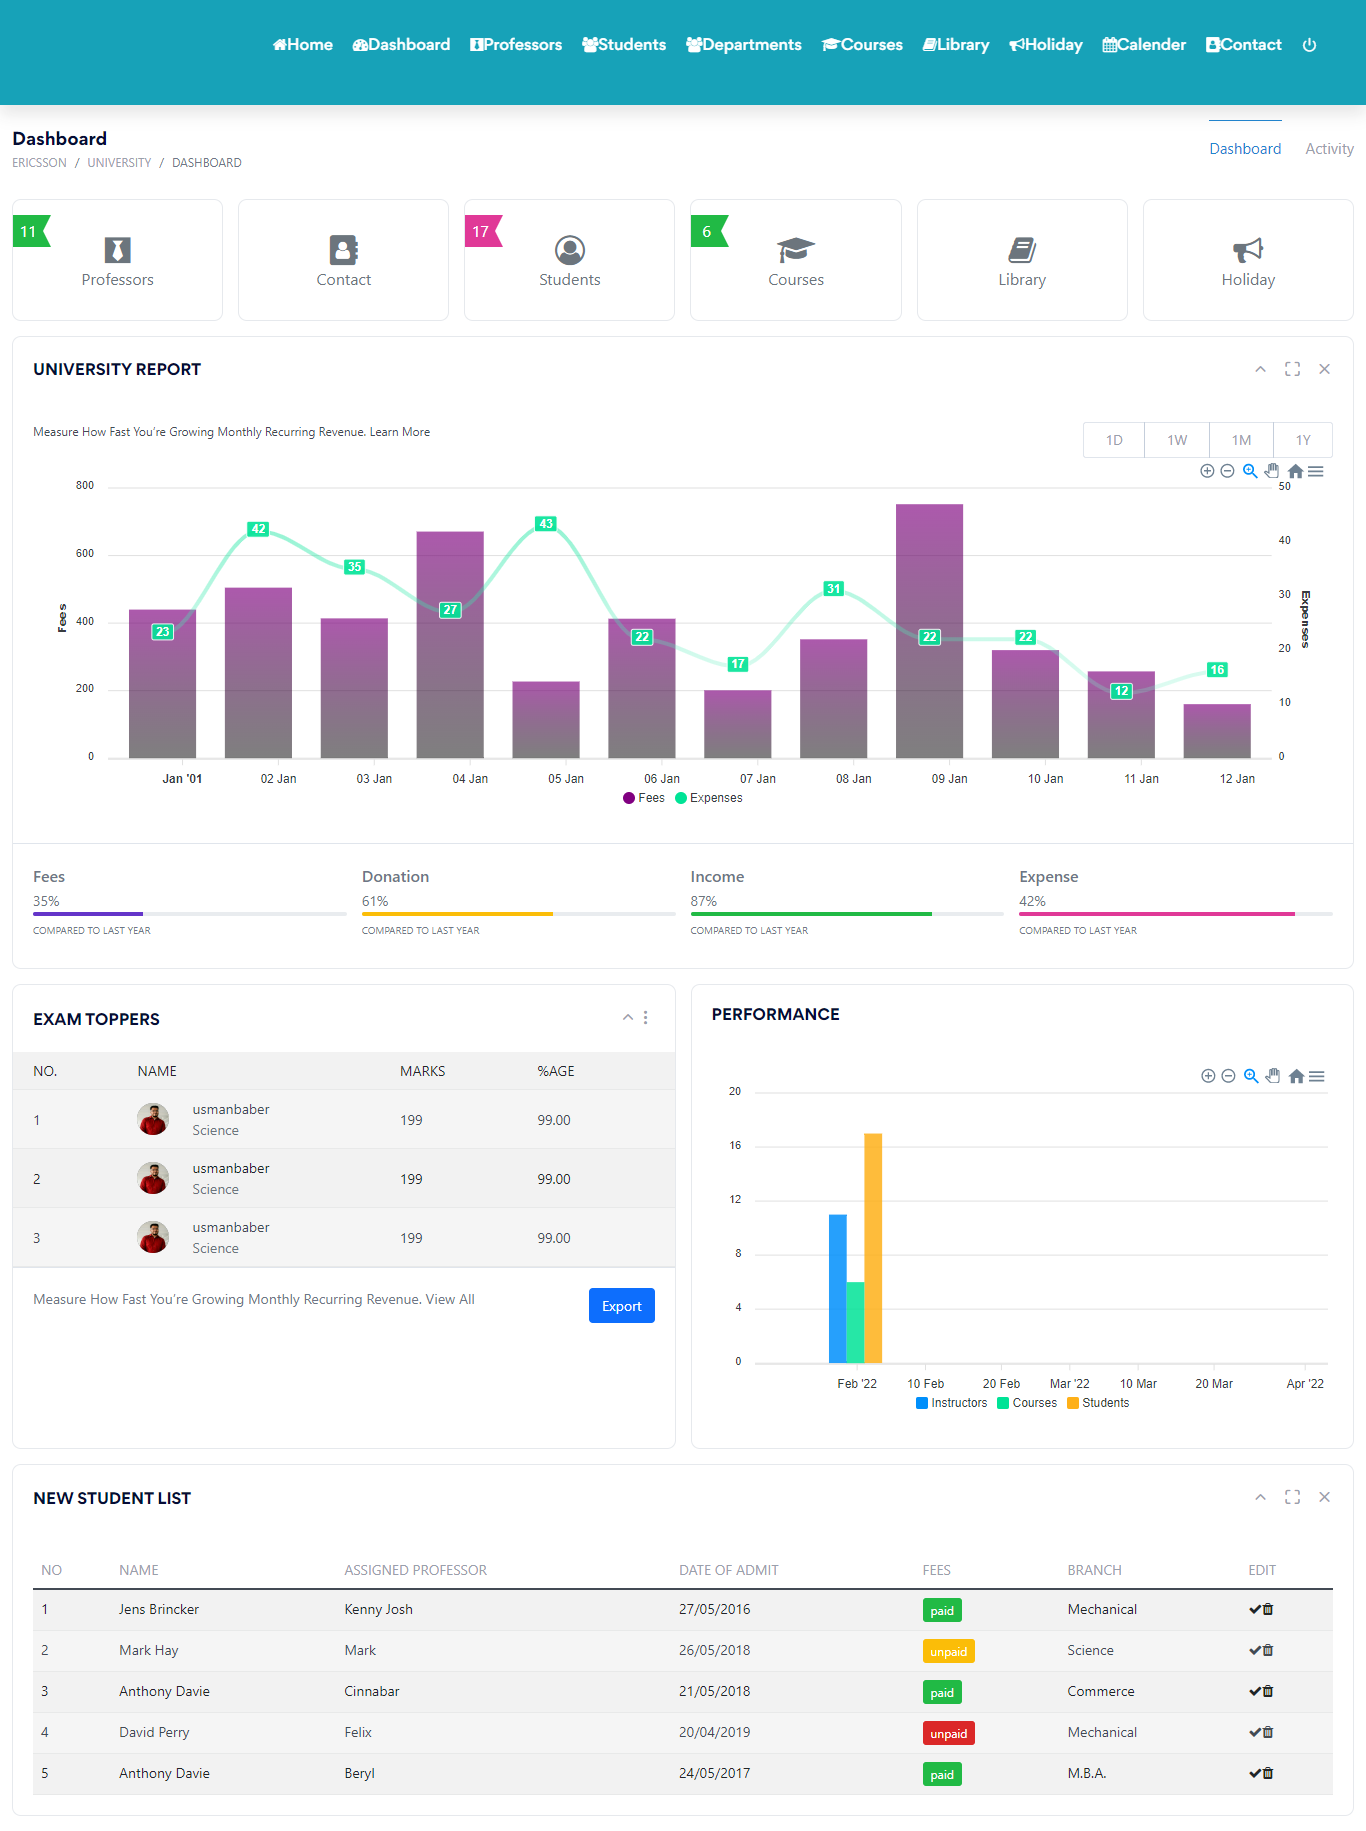 Home Dashboard Professors Students Departments Courses Library Holiday Calender Contact
Dashboard
ERICSSON / UNIVERSITY / DASHBOARD
Dashboard Activity
11 17 6
Professors Contact Students Courses Library Holiday
UNIVERSITY REPORT
Measure How Fast You're Growing Monthly Recurring Revenue. Learn More
1D 1W 1M 1Y
800
600
400
200
0
Fees
50
40
30
20
10
0
Expenses
23 42 35 27 43 22 17 31 22 22 12 16
Jan '01 02 Jan 03 Jan 04 Jan 05 Jan 06 Jan 07 Jan 08 Jan 09 Jan 10 Jan 11 Jan 12 Jan
Fees Expenses
Fees Donation Income Expense
35% 61% 87% 42%
COMPARED TO LAST YEAR COMPARED TO LAST YEAR COMPARED TO LAST YEAR COMPARED TO LAST YEAR
EXAM TOPPERS
NO. NAME MARKS %AGE
1 usmanbaber Science 199 99.00
2 usmanbaber Science 199 99.00
3 usmanbaber Science 199 99.00
Measure How Fast You're Growing Monthly Recurring Revenue. View All
Export
PERFORMANCE
20
16
12
8
4
0
Feb '22 10 Feb 20 Feb Mar '22 10 Mar 20 Mar Apr '22
Instructors Courses Students
NEW STUDENT LIST
NO NAME ASSIGNED PROFESSOR DATE OF ADMIT FEES BRANCH EDIT
1 Jens Brincker Kenny Josh 27/05/2016 paid Mechanical
2 Mark Hay Mark 26/05/2018 unpaid Science
3 Anthony Davie Cinnabar 21/05/2018 paid Commerce
4 David Perry Felix 20/04/2019 unpaid Mechanical
5 Anthony Davie Beryl 24/05/2017 paid M.B.A.